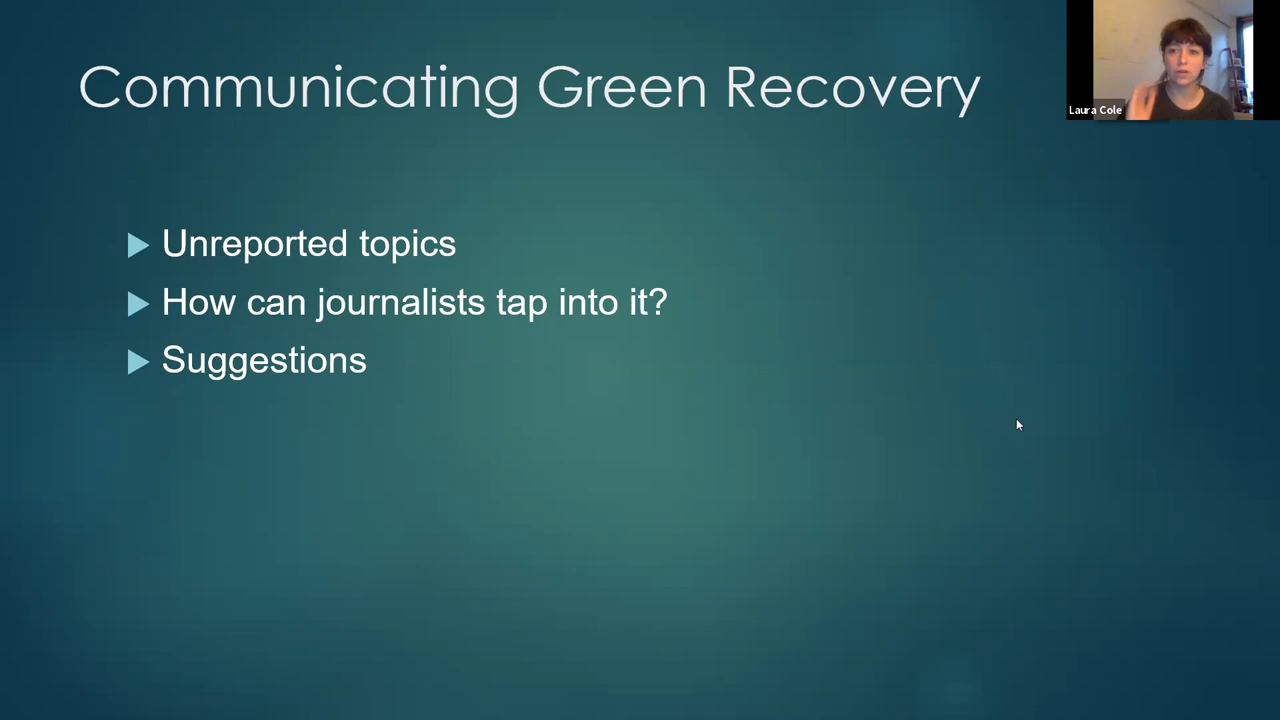 Communicating Green Recovery
Laura Cole
Unreported topics
How can journalists tap into it?
Suggestions